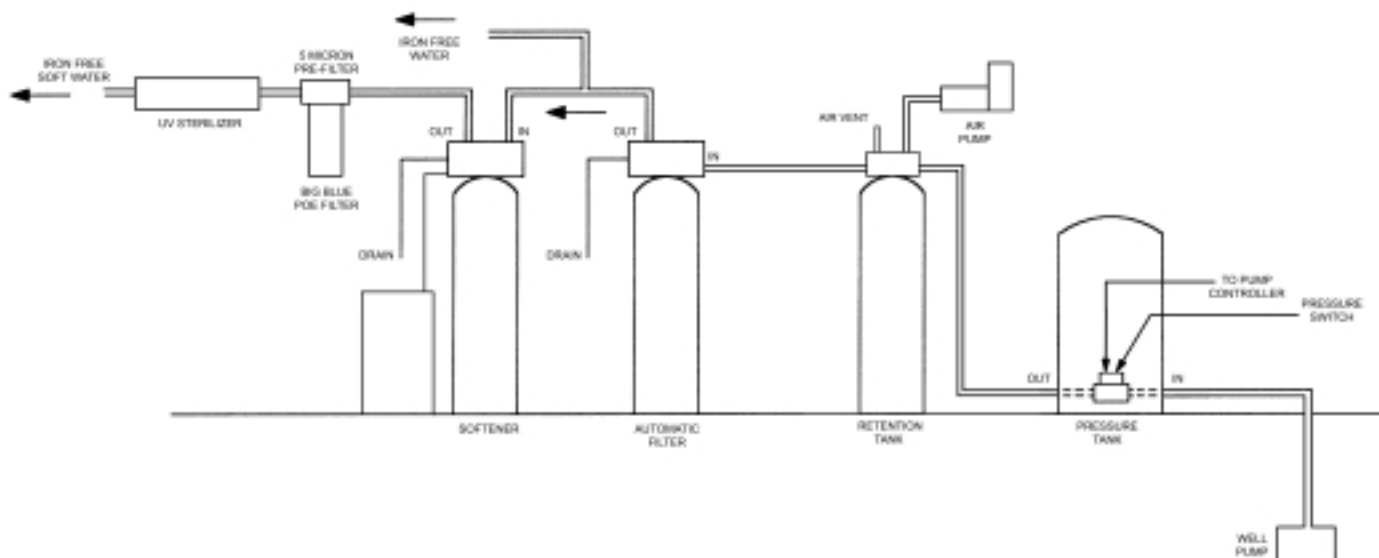 IRON FREE
WATER
5 MICRON
PRE-FILTER
IRON FREE
SOFT WATER
UV STERILIZER
BIG BLUE
POE FILTER
OUT
IN
DRAIN
OUT
IN
DRAIN
AIR VENT
AIR
PUMP
TO PUMP
CONTROLLER
PRESSURE
SWITCH
OUT
IN
SOFTENER
AUTOMATIC
FILTER
RETENTION
TANK
PRESSURE
TANK
WELL
PUMP